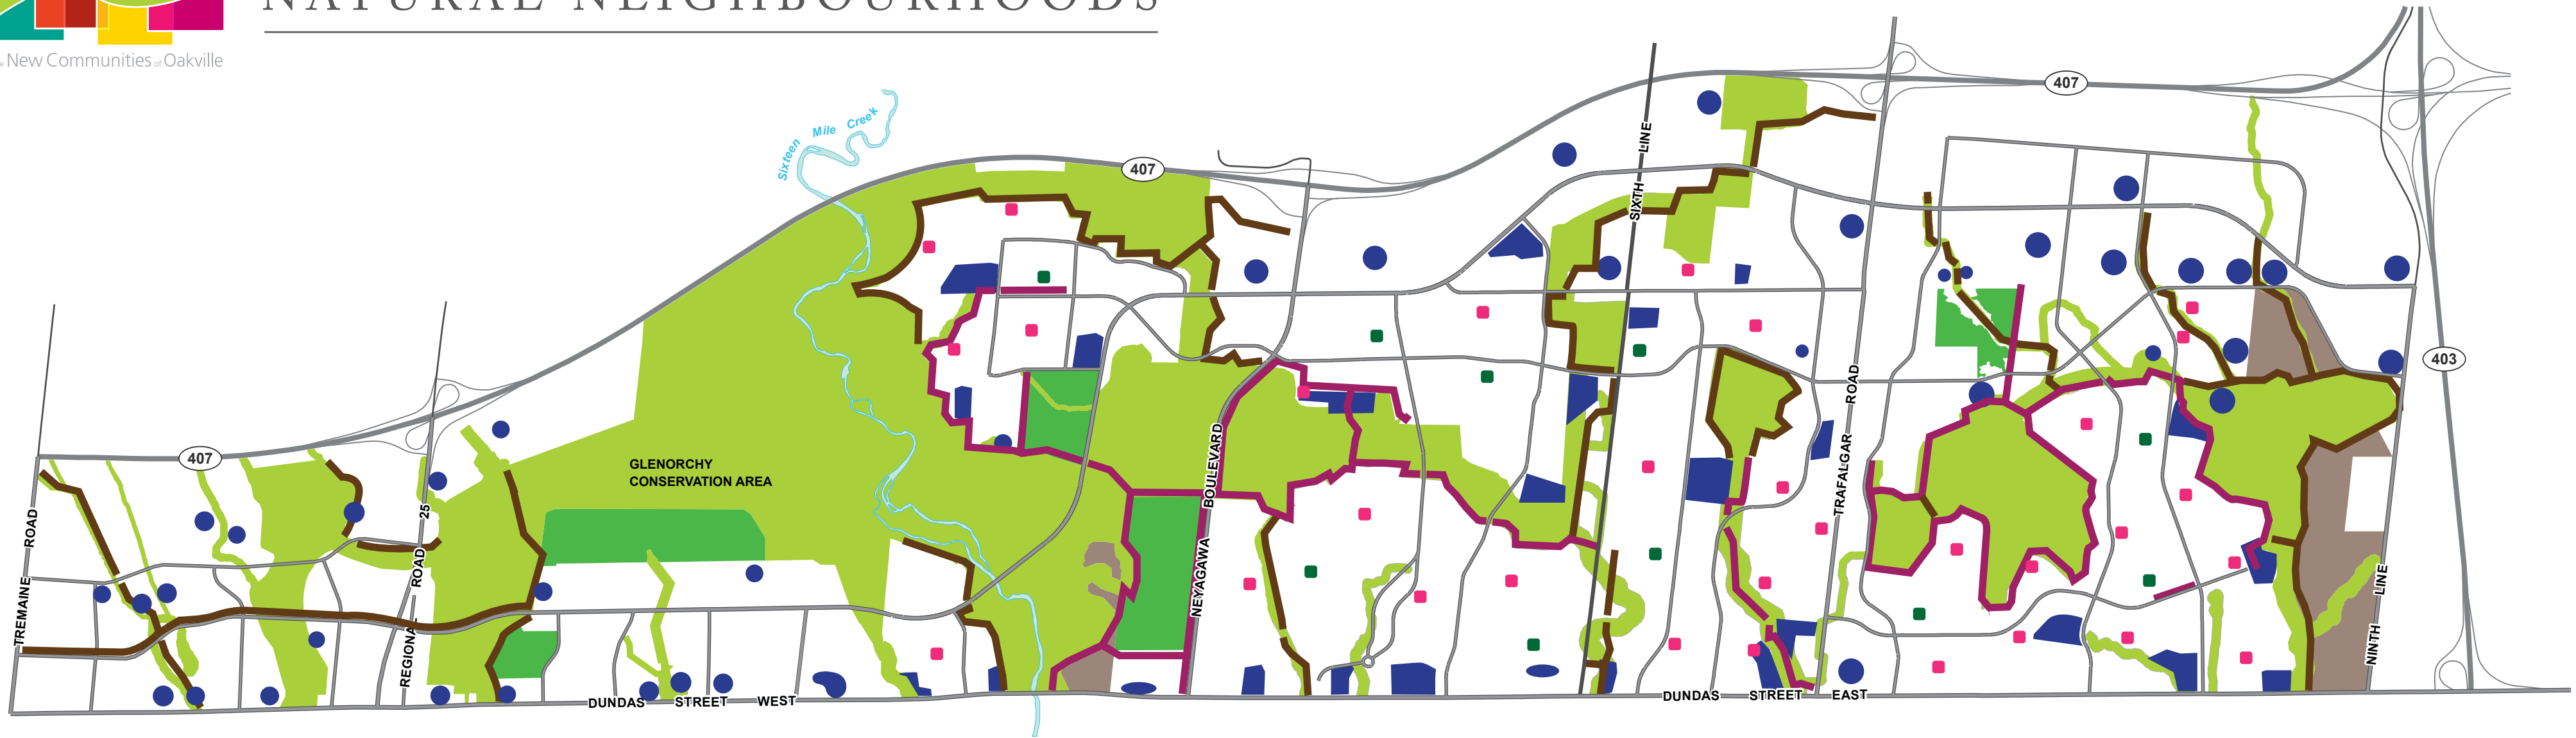 NATURAL NEIGHBOURHOODS
New Communities of Oakville
Sixteen Mile Creek
407
407
407
403
GLENORCHY
CONSERVATION AREA
TREMAINE ROAD
REGIONAL ROAD 25
NEYAGAWA BOULEVARD
SIXTH LINE
TRAFALGAR ROAD
NINTH LINE
DUNDAS STREET WEST
DUNDAS STREET EAST